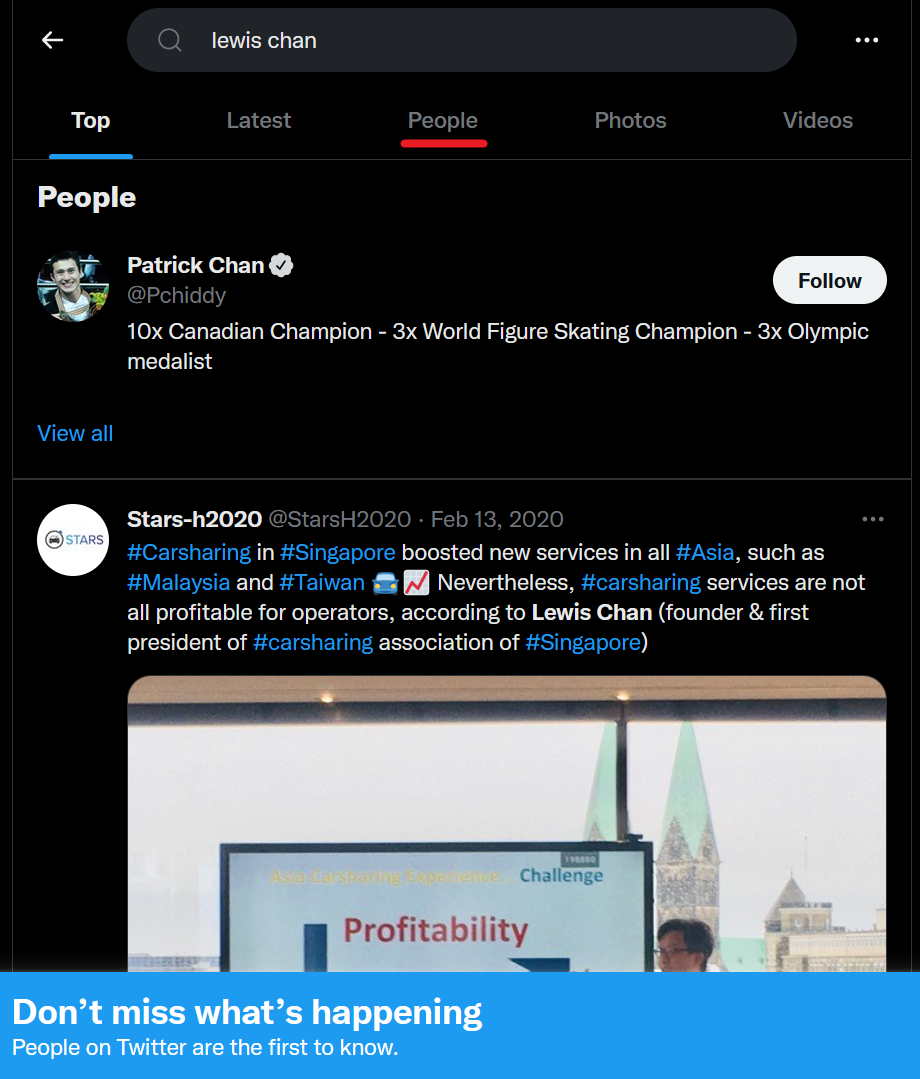 lewis chan
Top
Latest
People
Photos
Videos
People
Patrick Chan
@Pchiddy
Follow
10x Canadian Champion - 3x World Figure Skating Champion - 3x Olympic
medalist
View all
STARS
Stars-h2020 @StarsH2020 · Feb 13, 2020
#Carsharing in #Singapore boosted new services in all #Asia, such as
#Malaysia and #Taiwan 🚘📈 Nevertheless, #carsharing services are not
all profitable for operators, according to Lewis Chan (founder & first
president of #carsharing association of #Singapore)
198800
Asia Carsharing Experience... Challenge
Profitability
Don’t miss what’s happening
People on Twitter are the first to know.